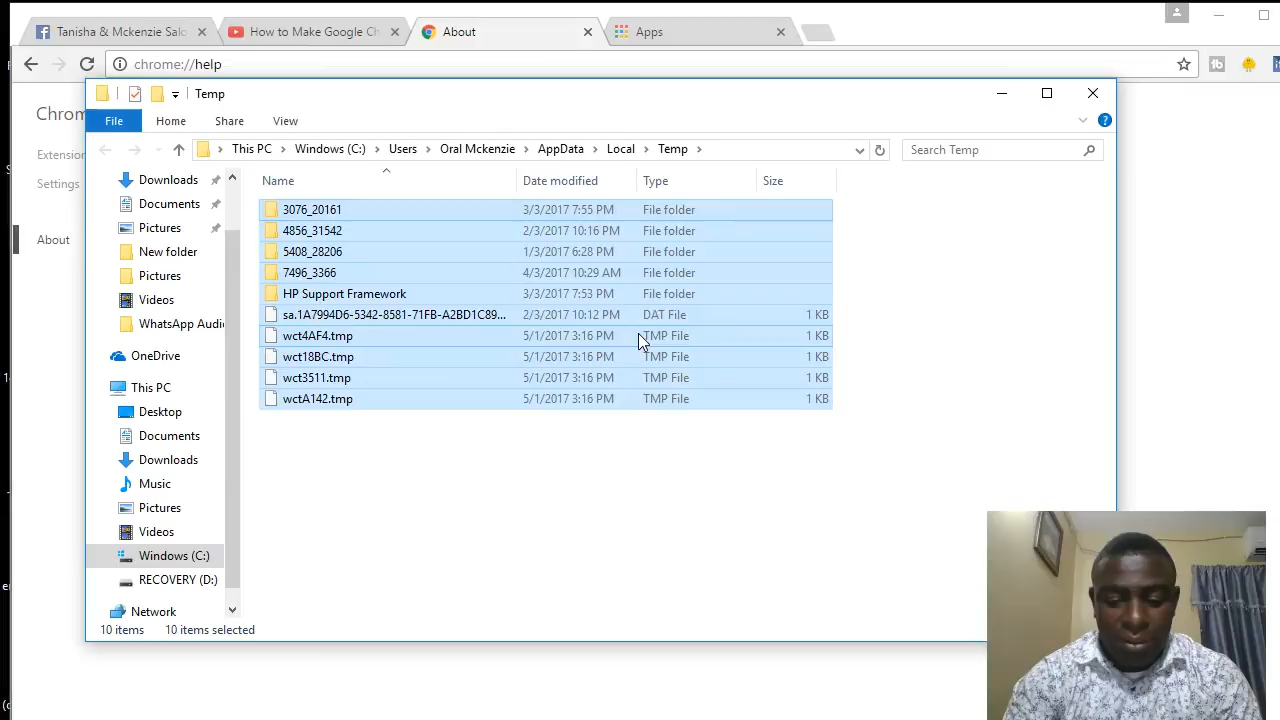 Tanisha & Mckenzie Salo
How to Make Google Ch
About
Apps
chrome://help
Chrom
Extension
Settings
About
Temp
File
Home
Share
View
This PC > Windows (C:) > Users > Oral Mckenzie > AppData > Local > Temp >
Search Temp
Name
Date modified
Type
Size
Downloads
Documents
Pictures
New folder
Pictures
Videos
WhatsApp Audi
OneDrive
This PC
Desktop
Documents
Downloads
Music
Pictures
Videos
Windows (C:)
RECOVERY (D:)
Network
3076_20161 3/3/2017 7:55 PM File folder
4856_31542 2/3/2017 10:16 PM File folder
5408_28206 1/3/2017 6:28 PM File folder
7496_3366 4/3/2017 10:29 AM File folder
HP Support Framework 3/3/2017 7:53 PM File folder
sa.1A7994D6-5342-8581-71FB-A2BD1C89... 2/3/2017 10:12 PM DAT File 1 KB
wct4AF4.tmp 5/1/2017 3:16 PM TMP File 1 KB
wct18BC.tmp 5/1/2017 3:16 PM TMP File 1 KB
wct3511.tmp 5/1/2017 3:16 PM TMP File 1 KB
wctA142.tmp 5/1/2017 3:16 PM TMP File 1 KB
10 items 10 items selected